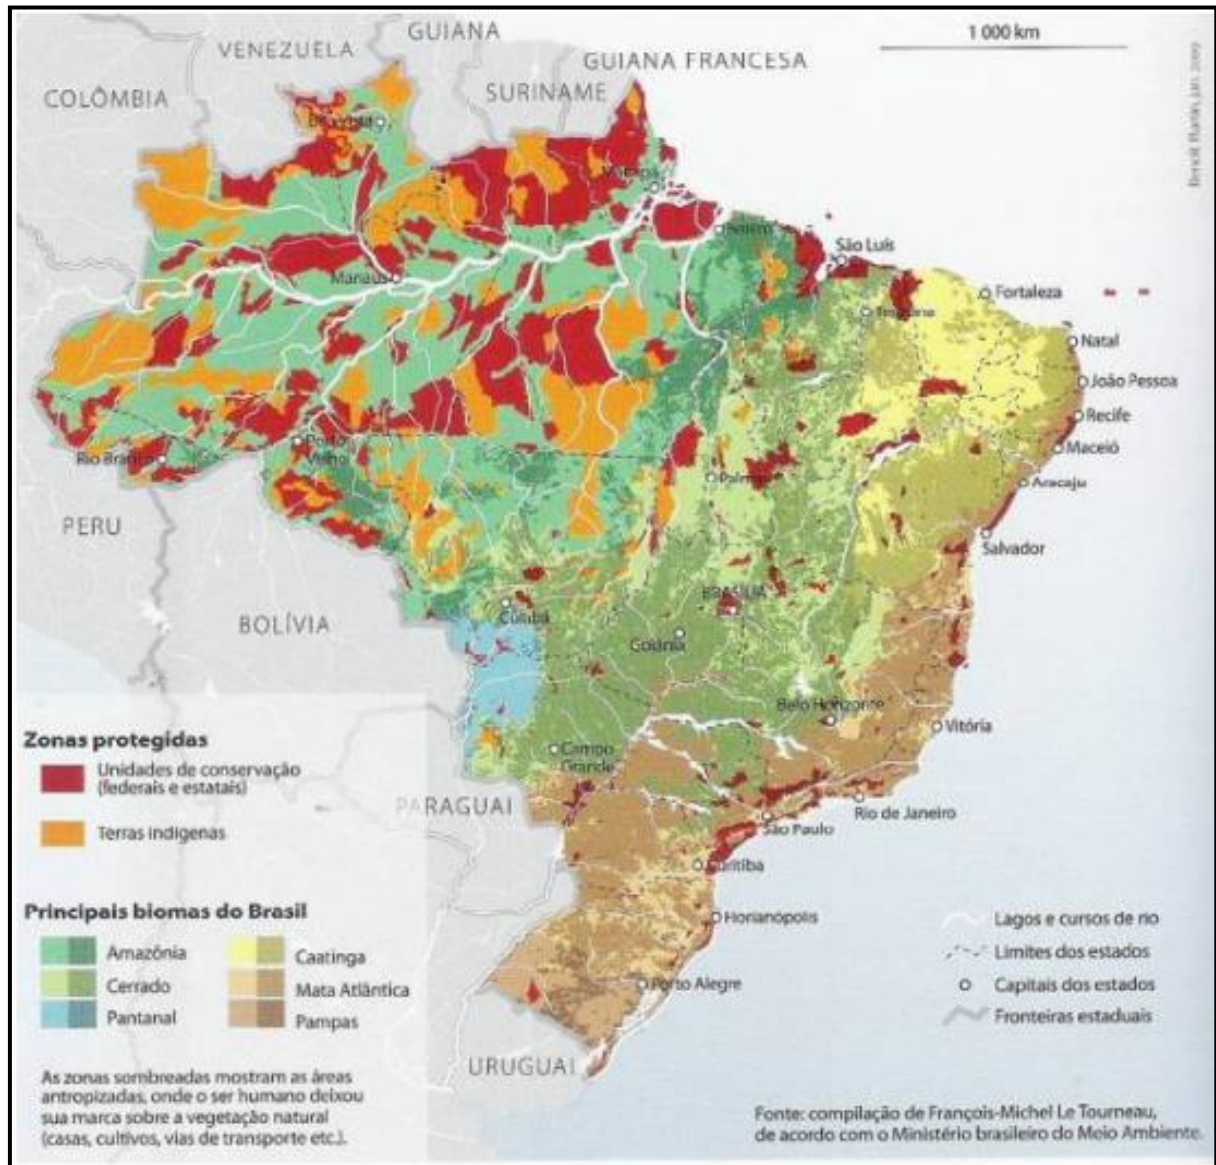 GUIANA
1 000 km
VENEZUELA
GUIANA FRANCESA
COLÔMBIA
SURINAME
São Luís
Manaus
Fortaleza
Natal
João Pessoa
Recife
Maceió
Rio Branco
Porto Velho
Aracaju
PERU
Salvador
BRASÍLIA
Cuiabá
BOLÍVIA
Goiânia
Belo Horizonte
Vitória
Campo
Grande
PARAGUAI
Rio de Janeiro
São Paulo
Curitiba
Florianópolis
Porto Alegre
URUGUAI
Zonas protegidas
Unidades de conservação
(federais e estatais)
Terras indígenas
Principais biomas do Brasil
Amazônia
Caatinga
Cerrado
Mata Atlântica
Pantanal
Pampas
As zonas sombreadas mostram as áreas
antropizadas, onde o ser humano deixou
sua marca sobre a vegetação natural
(casas, cultivos, vias de transporte etc.).
Lagos e cursos de rio
Limites dos estados
Capitais dos estados
Fronteiras estaduais
Fonte: compilação de François-Michel Le Tourneau,
de acordo com o Ministério brasileiro do Meio Ambiente.